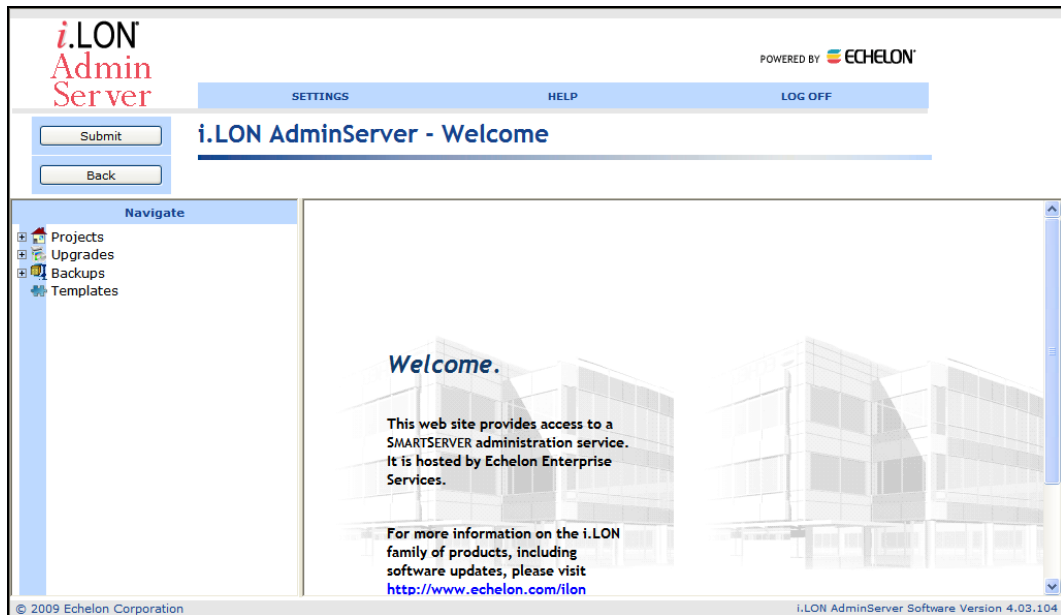 i.LON
Admin
Server
POWERED BY ECHELON
SETTINGS HELP LOG OFF
Submit
Back
i.LON AdminServer - Welcome
Navigate
Projects
Upgrades
Backups
Templates
Welcome.
This web site provides access to a
SMARTSERVER administration service.
It is hosted by Echelon Enterprise
Services.
For more information on the i.LON
family of products, including
software updates, please visit
http://www.echelon.com/ilon
© 2009 Echelon Corporation
i.LON AdminServer Software Version 4.03.104